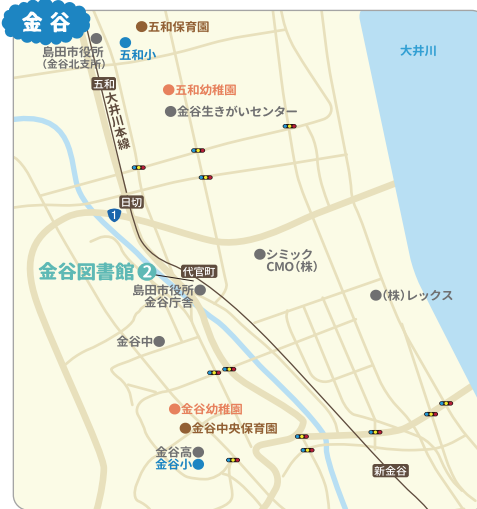 金谷
五和保育園
島田市役所
(金谷北支所)
五和小
大井川
五和
五和幼稚園
大井川本線
金谷生きがいセンター
日切
1
シミック
CMO(株)
金谷図書館2
代官町
島田市役所
金谷庁舎
(株)レックス
金谷中
金谷幼稚園
金谷中央保育園
金谷高
金谷小
新金谷